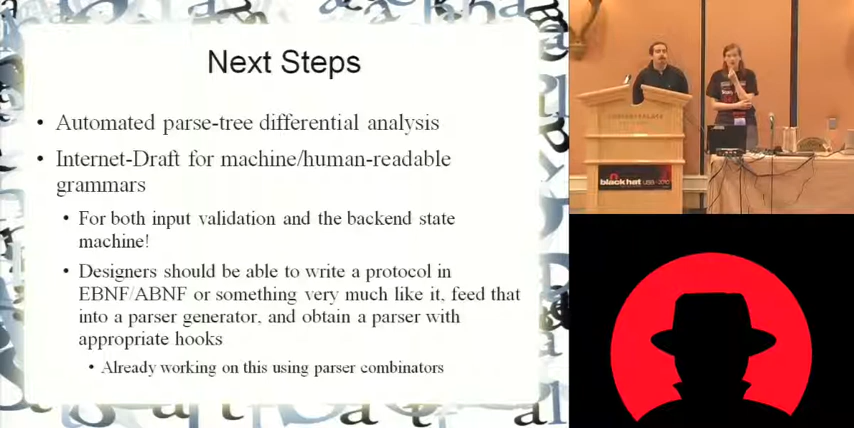 Next Steps
• Automated parse-tree differential analysis
• Internet-Draft for machine/human-readable
grammars
• For both input validation and the backend state
machine!
• Designers should be able to write a protocol in
EBNF/ABNF or something very much like it, feed that
into a parser generator, and obtain a parser with
appropriate hooks
• Already working on this using parser combinators
black hat USA 2010